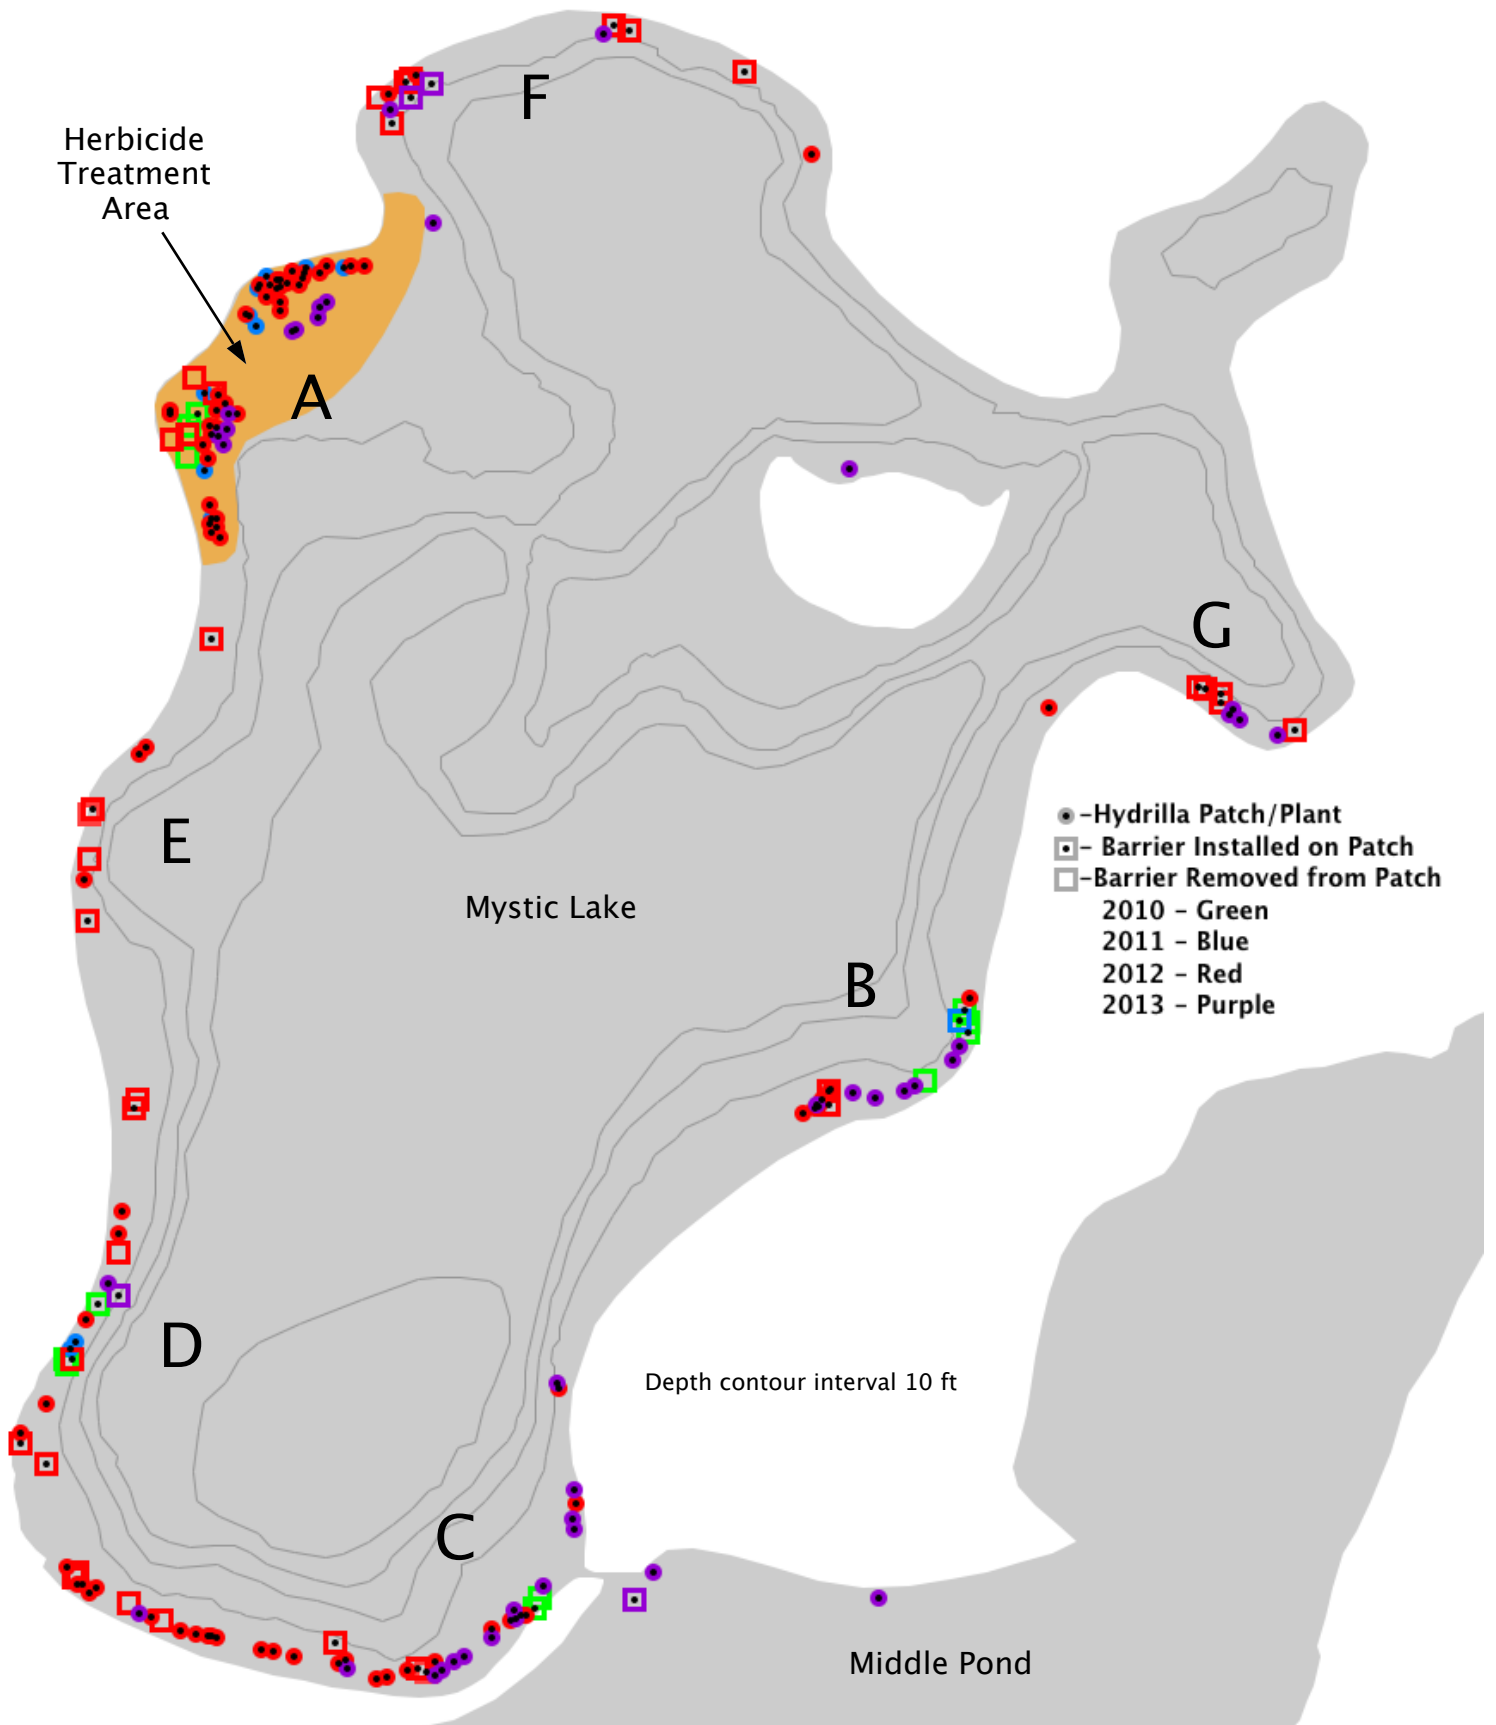 F
Herbicide
Treatment
Area
A
G
E
-Hydrilla Patch/Plant
- Barrier Installed on Patch
-Barrier Removed from Patch
2010 - Green
2011 - Blue
2012 - Red
2013 - Purple
Mystic Lake
B
D
Depth contour interval 10 ft
C
Middle Pond